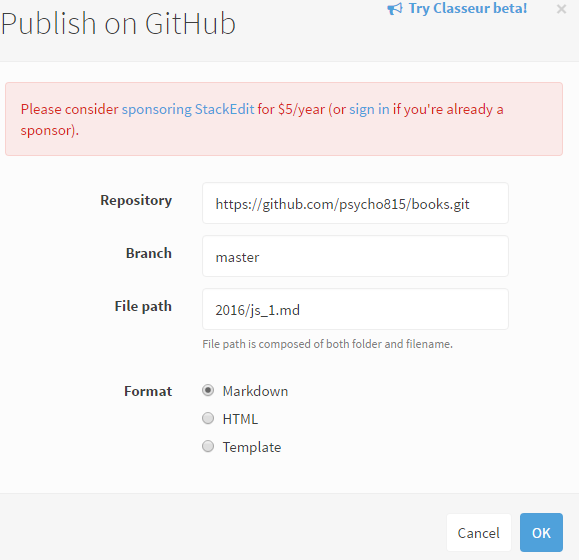 Try Classeur beta!
×
Publish on GitHub
Please consider sponsoring StackEdit for $5/year (or sign in if you're already a
sponsor).
Repository
https://github.com/psycho815/books.git
Branch
master
File path
2016/js_1.md
File path is composed of both folder and filename.
Format
Markdown
HTML
Template
Cancel
OK